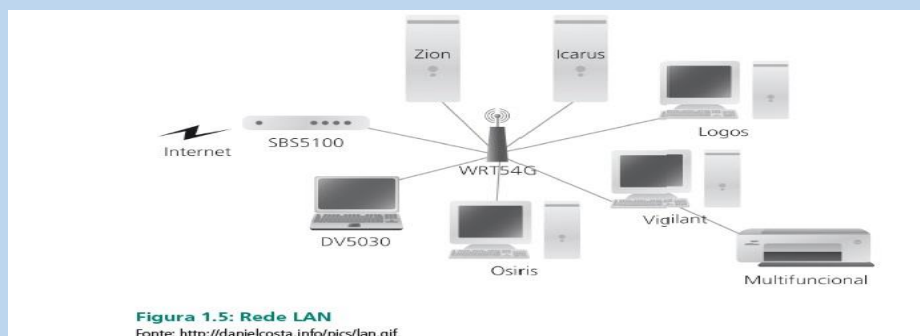 Zion
Icarus
Logos
SBS5100
Internet
WRT54G
Vigilant
DV5030
Osiris
Multifuncional
Figura 1.5: Rede LAN
Fonte: http://danielcosta.info/pics/lan.gif